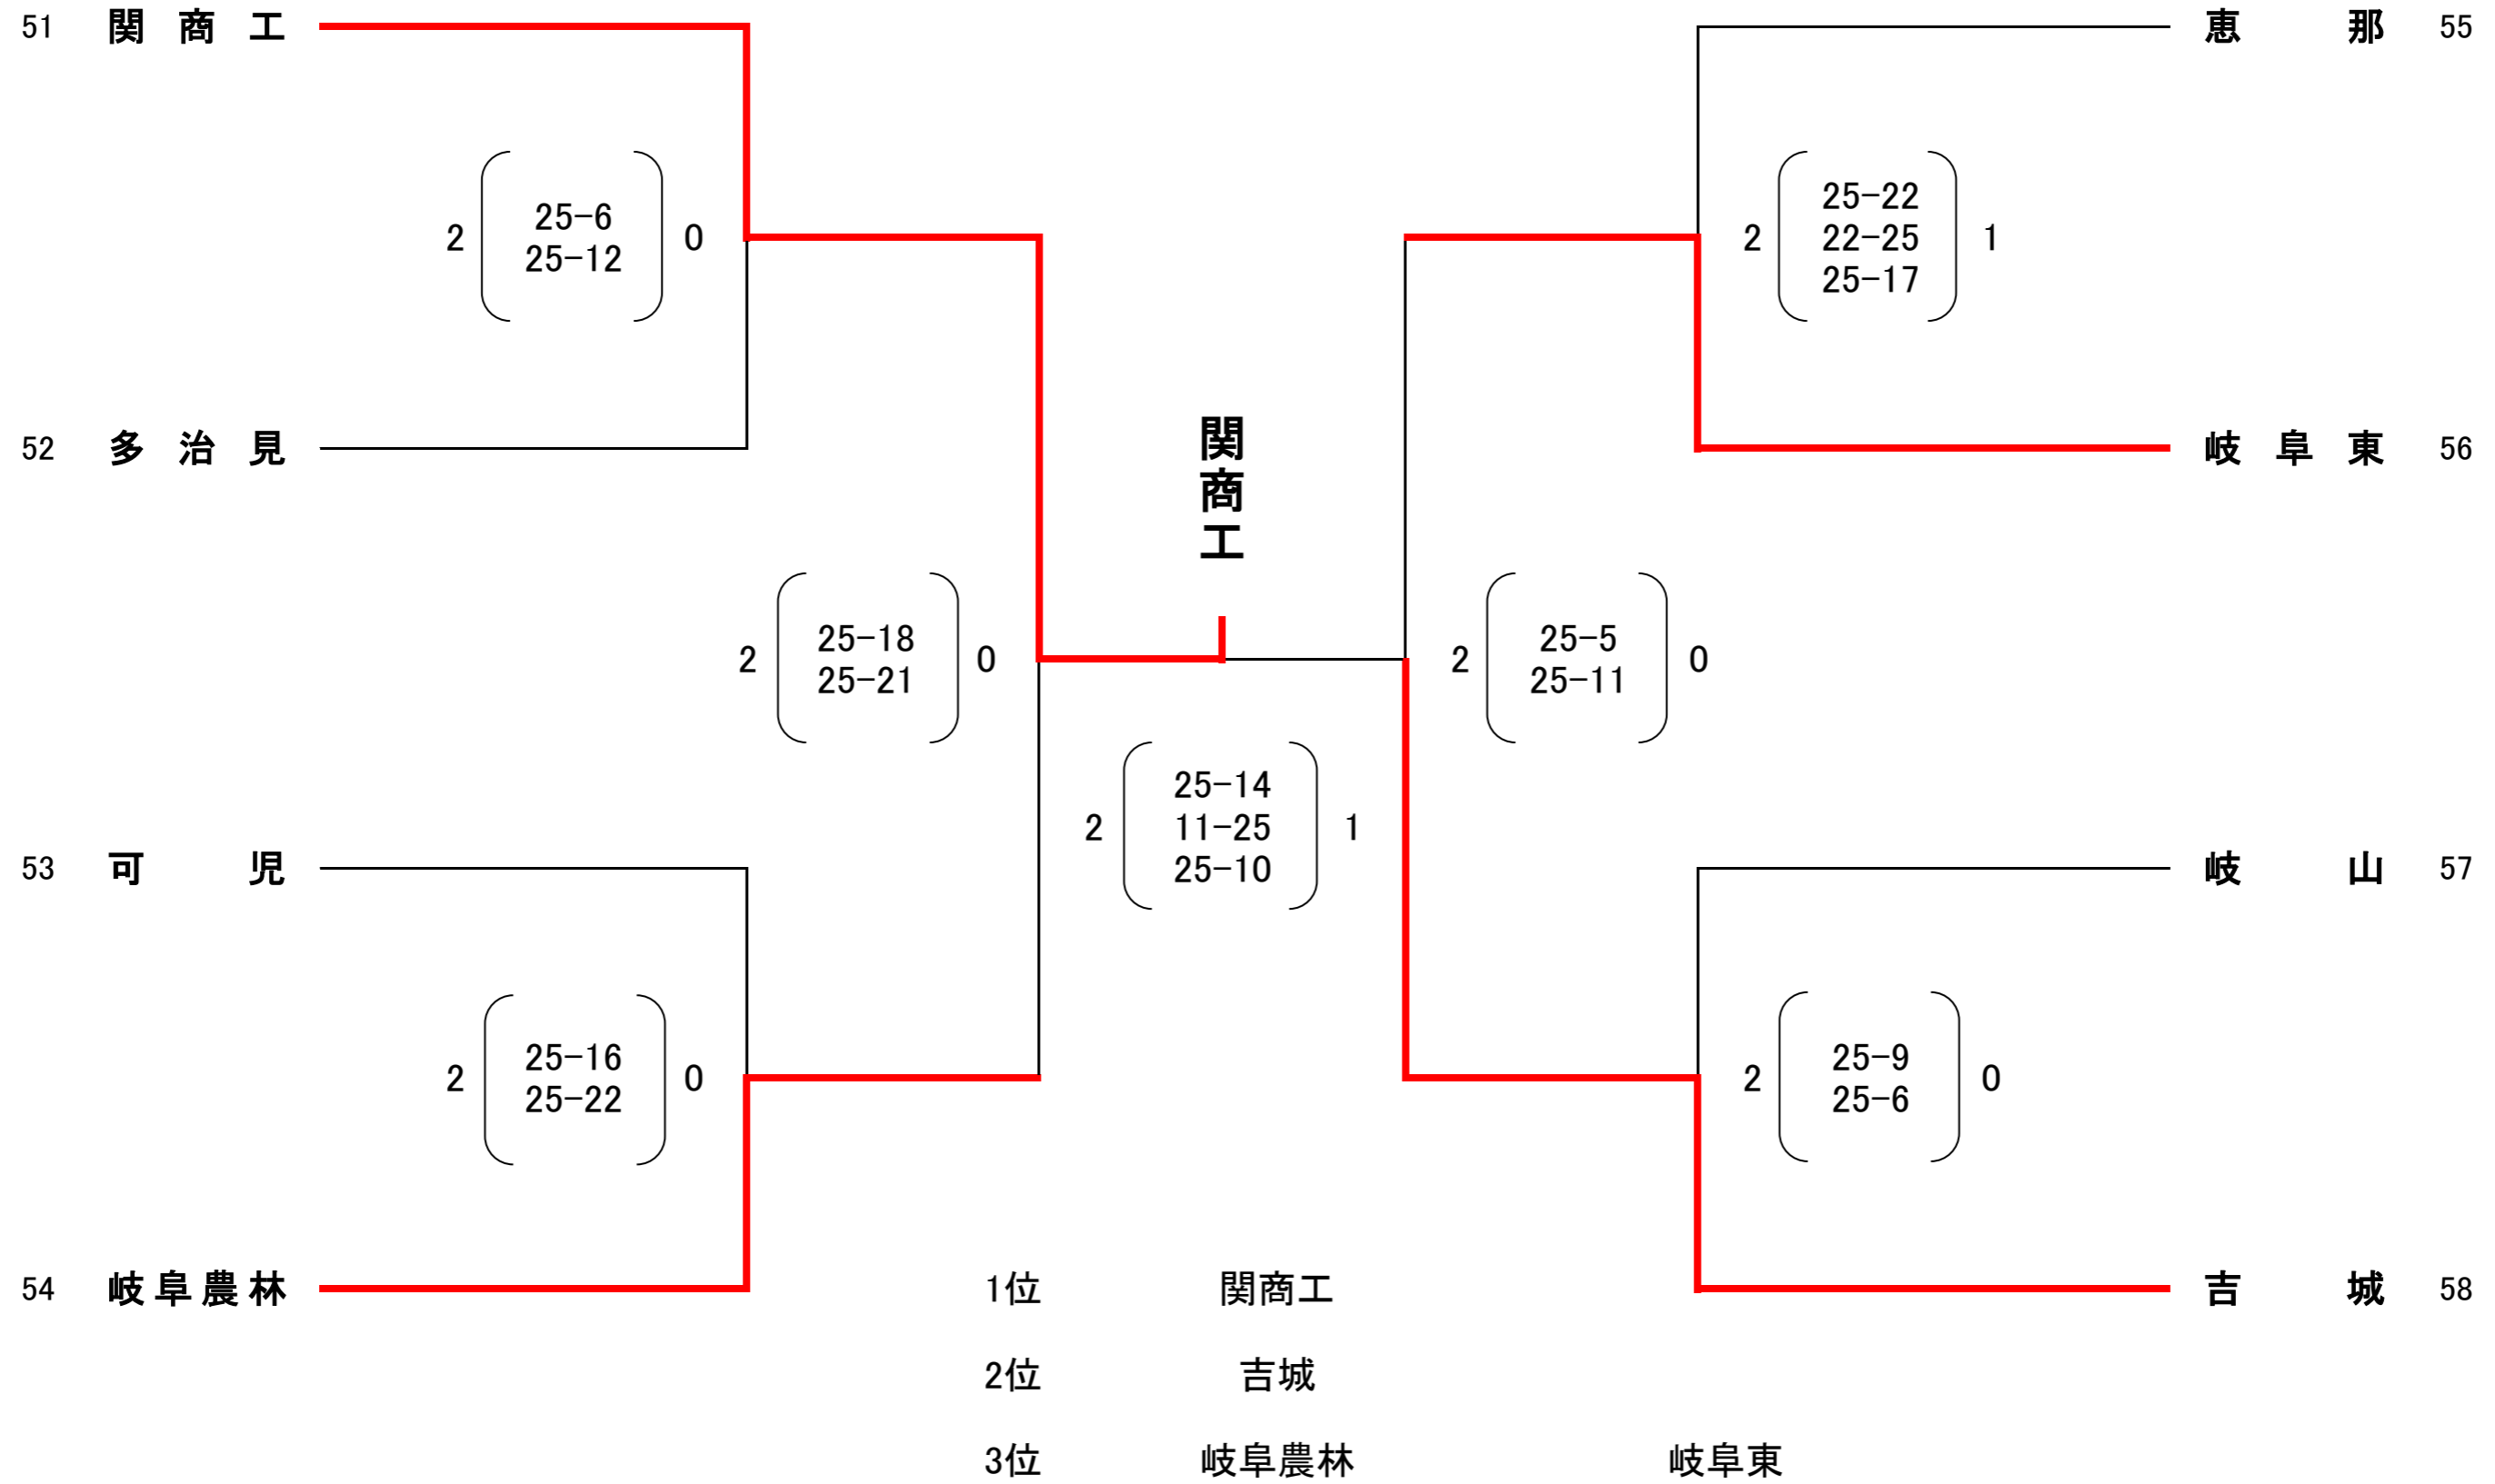 51 関商工 恵那 55
2 25-6 0
25-12
2 25-22 1
22-25
25-17
52 多治見 岐阜東 56
関商工
2 25-18 0
25-21
2 25-5 0
25-11
2 25-14 1
11-25
25-10
53 可児 岐山 57
2 25-16 0
25-22
2 25-9 0
25-6
54 岐阜農林 吉城 58
1位 関商工
2位 吉城
3位 岐阜農林 岐阜東